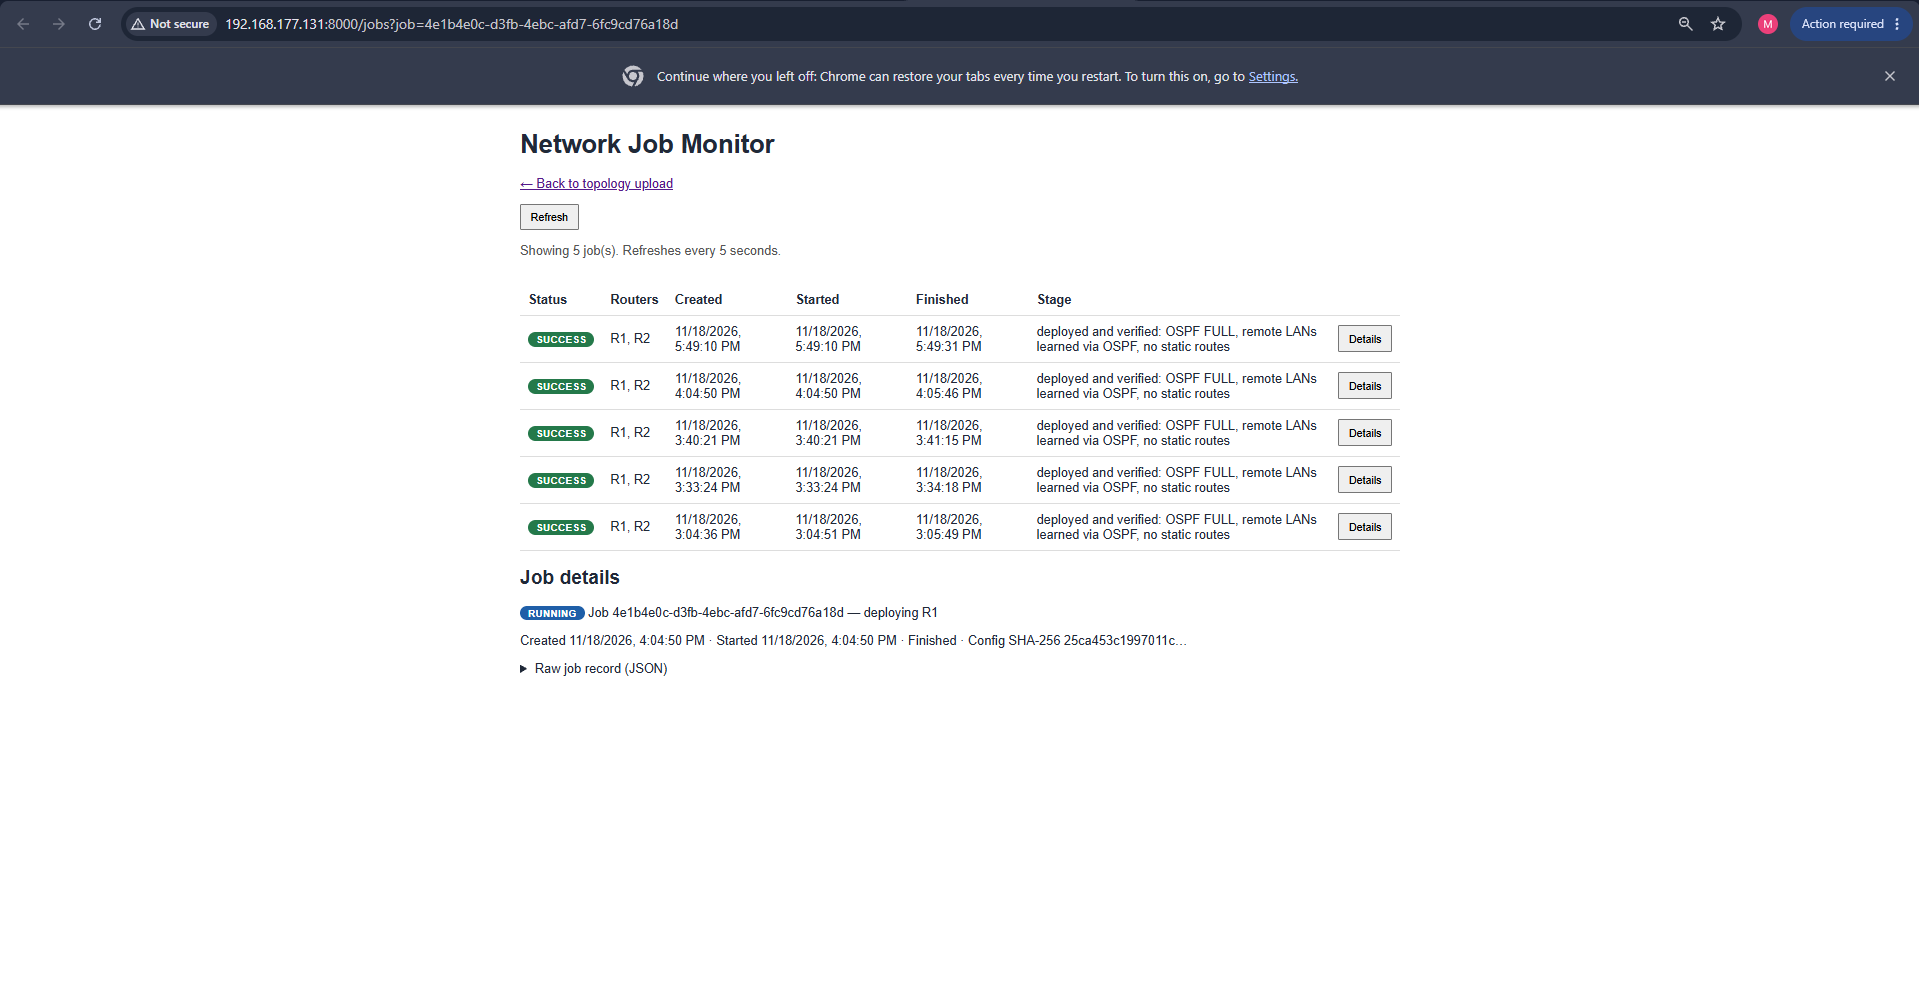 Not secure
192.168.177.131:8000/jobs?job=4e1b4e0c-d3fb-4ebc-afd7-6fc9cd76a18d
M
Action required
Continue where you left off: Chrome can restore your tabs every time you restart. To turn this on, go to Settings.
Network Job Monitor
← Back to topology upload
Refresh
Showing 5 job(s). Refreshes every 5 seconds.
Status Routers Created Started Finished Stage
SUCCESS R1, R2 11/18/2026, 11/18/2026, 11/18/2026, deployed and verified: OSPF FULL, remote LANs Details
5:49:10 PM 5:49:10 PM 5:49:31 PM learned via OSPF, no static routes
SUCCESS R1, R2 11/18/2026, 11/18/2026, 11/18/2026, deployed and verified: OSPF FULL, remote LANs Details
4:04:50 PM 4:04:50 PM 4:05:46 PM learned via OSPF, no static routes
SUCCESS R1, R2 11/18/2026, 11/18/2026, 11/18/2026, deployed and verified: OSPF FULL, remote LANs Details
3:40:21 PM 3:40:21 PM 3:41:15 PM learned via OSPF, no static routes
SUCCESS R1, R2 11/18/2026, 11/18/2026, 11/18/2026, deployed and verified: OSPF FULL, remote LANs Details
3:33:24 PM 3:33:24 PM 3:34:18 PM learned via OSPF, no static routes
SUCCESS R1, R2 11/18/2026, 11/18/2026, 11/18/2026, deployed and verified: OSPF FULL, remote LANs Details
3:04:36 PM 3:04:51 PM 3:05:49 PM learned via OSPF, no static routes
Job details
RUNNING Job 4e1b4e0c-d3fb-4ebc-afd7-6fc9cd76a18d — deploying R1
Created 11/18/2026, 4:04:50 PM · Started 11/18/2026, 4:04:50 PM · Finished · Config SHA-256 25ca453c1997011c…
▶ Raw job record (JSON)